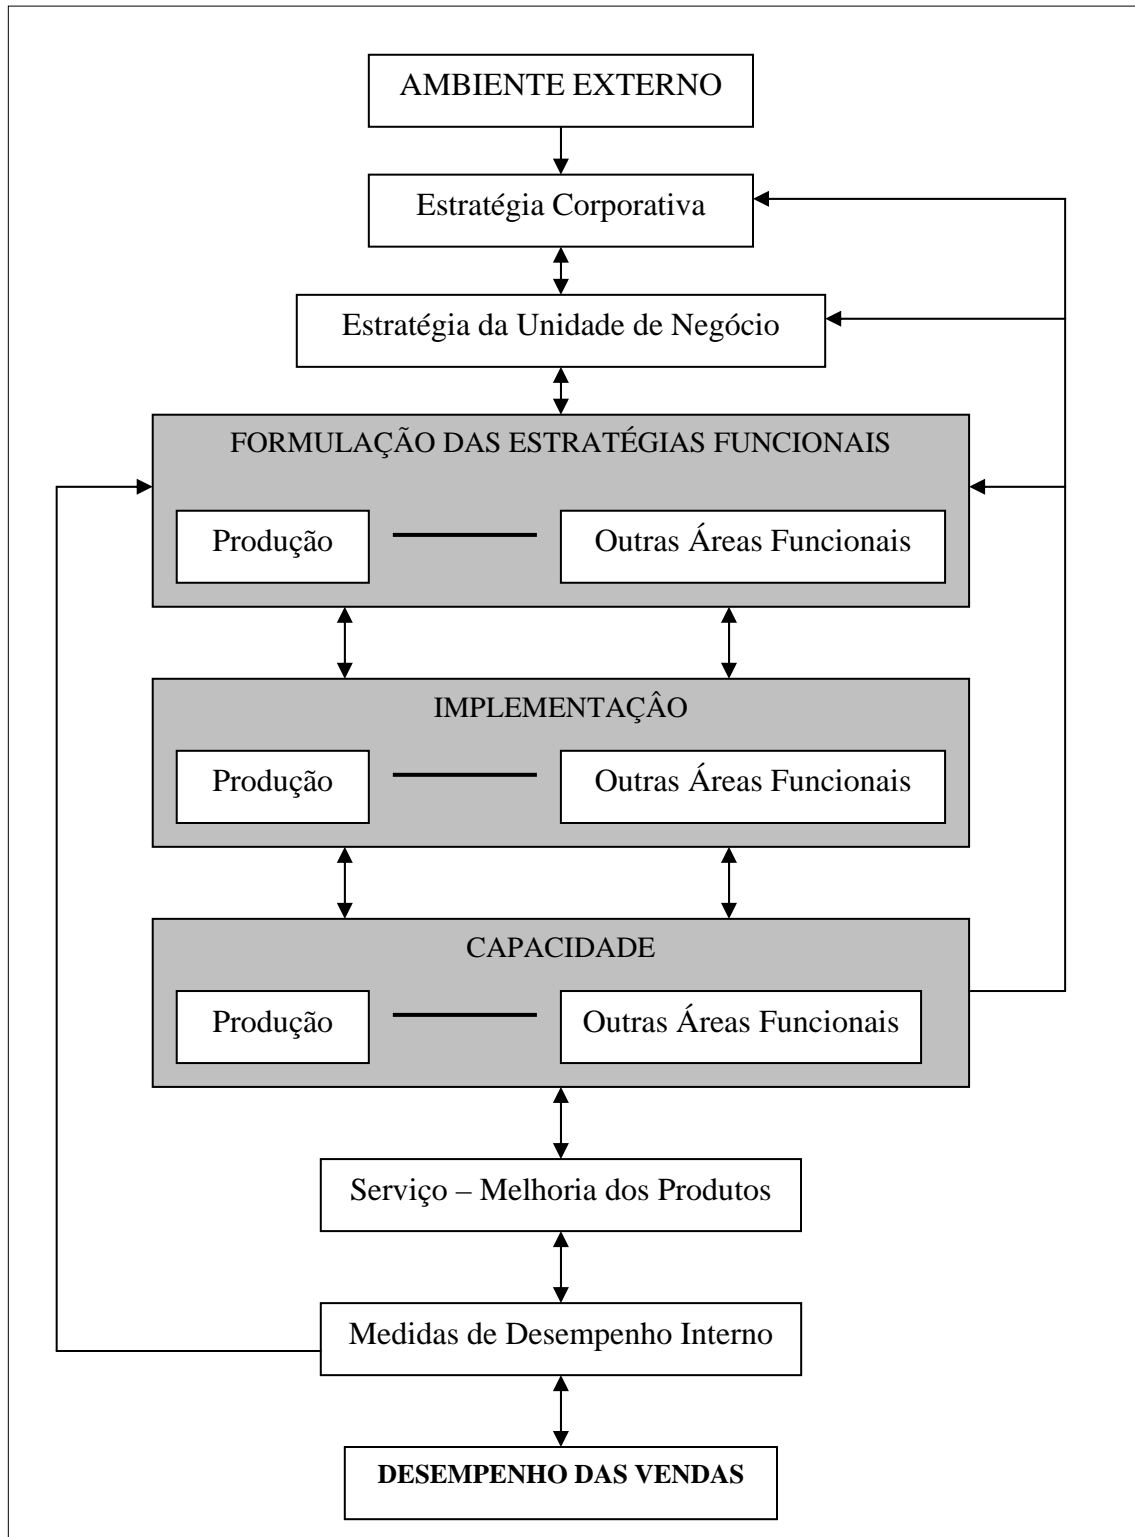 AMBIENTE EXTERNO
Estratégia Corporativa
Estratégia da Unidade de Negócio
FORMULAÇÃO DAS ESTRATÉGIAS FUNCIONAIS
Produção
Outras Áreas Funcionais
IMPLEMENTAÇÂO
Produção
Outras Áreas Funcionais
CAPACIDADE
Produção
Outras Áreas Funcionais
Serviço – Melhoria dos Produtos
Medidas de Desempenho Interno
DESEMPENHO DAS VENDAS